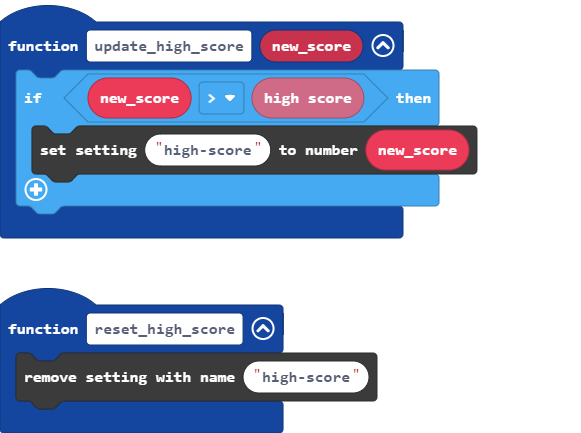 function update_high_score new_score
if new_score > high score then
set setting "high-score" to number new_score
function reset_high_score
remove setting with name "high-score"